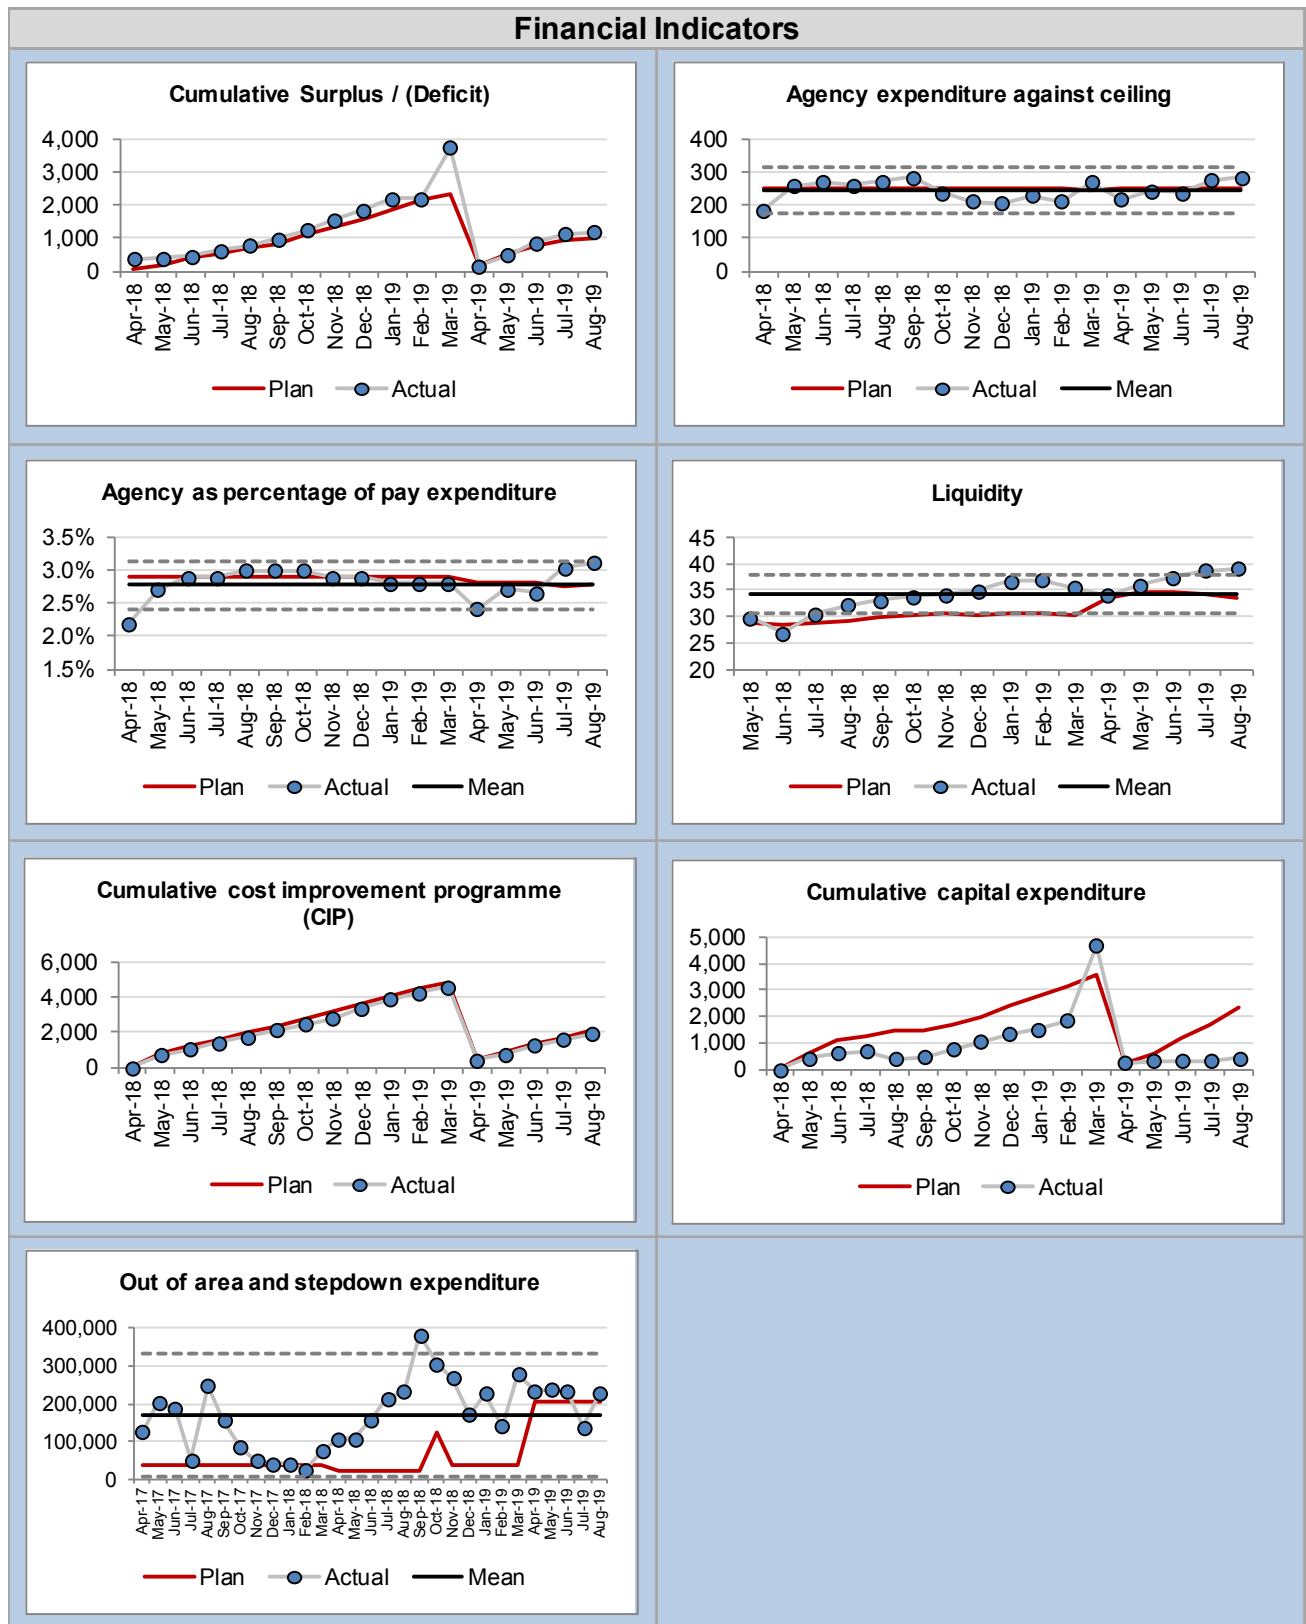 Financial Indicators
Cumulative Surplus / (Deficit)
4,000
3,000
2,000
1,000
0
Apr-18
May-18
Jun-18
Jul-18
Aug-18
Sep-18
Oct-18
Nov-18
Dec-18
Jan-19
Feb-19
Mar-19
Apr-19
May-19
Jun-19
Jul-19
Aug-19
Plan Actual
Agency expenditure against ceiling
400
300
200
100
0
Apr-18
May-18
Jun-18
Jul-18
Aug-18
Sep-18
Oct-18
Nov-18
Dec-18
Jan-19
Feb-19
Mar-19
Apr-19
May-19
Jun-19
Jul-19
Aug-19
Plan Actual Mean
Agency as percentage of pay expenditure
3.5%
3.0%
2.5%
2.0%
1.5%
Apr-18
May-18
Jun-18
Jul-18
Aug-18
Sep-18
Oct-18
Nov-18
Dec-18
Jan-19
Feb-19
Mar-19
Apr-19
May-19
Jun-19
Jul-19
Aug-19
Plan Actual Mean
Liquidity
45
40
35
30
25
20
May-18
Jun-18
Jul-18
Aug-18
Sep-18
Oct-18
Nov-18
Dec-18
Jan-19
Feb-19
Mar-19
Apr-19
May-19
Jun-19
Jul-19
Aug-19
Plan Actual Mean
Cumulative cost improvement programme
(CIP)
6,000
4,000
2,000
0
Apr-18
May-18
Jun-18
Jul-18
Aug-18
Sep-18
Oct-18
Nov-18
Dec-18
Jan-19
Feb-19
Mar-19
Apr-19
May-19
Jun-19
Jul-19
Aug-19
Plan Actual
Cumulative capital expenditure
5,000
4,000
3,000
2,000
1,000
0
Apr-18
May-18
Jun-18
Jul-18
Aug-18
Sep-18
Oct-18
Nov-18
Dec-18
Jan-19
Feb-19
Mar-19
Apr-19
May-19
Jun-19
Jul-19
Aug-19
Plan Actual
Out of area and stepdown expenditure
400,000
300,000
200,000
100,000
0
Apr-17
May-17
Jun-17
Jul-17
Aug-17
Sep-17
Oct-17
Nov-17
Dec-17
Jan-18
Feb-18
Mar-18
Apr-18
May-18
Jun-18
Jul-18
Aug-18
Sep-18
Oct-18
Nov-18
Dec-18
Jan-19
Feb-19
Mar-19
Apr-19
May-19
Jun-19
Jul-19
Aug-19
Plan Actual Mean